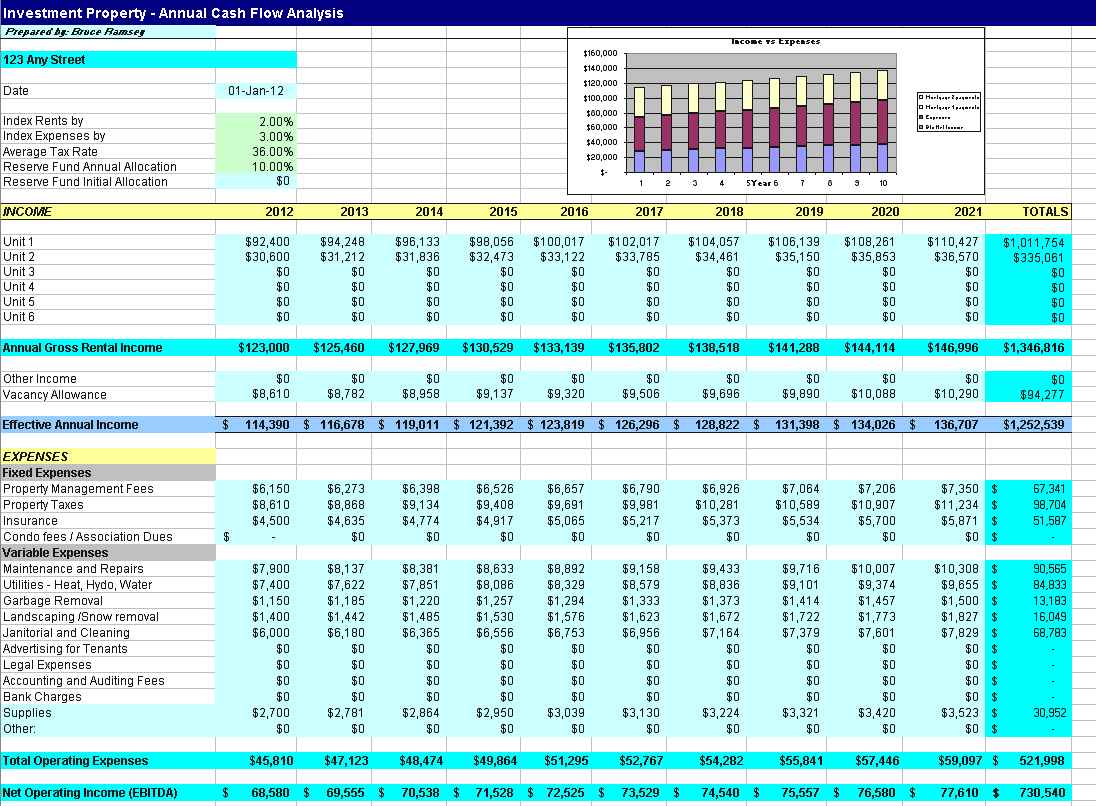 Investment Property - Annual Cash Flow Analysis
Prepared by: Bruce Ramsey
123 Any Street
Date 01-Jan-12
Index Rents by 2.00%
Index Expenses by 3.00%
Average Tax Rate 36.00%
Reserve Fund Annual Allocation 10.00%
Reserve Fund Initial Allocation $0
Income vs Expenses
$160,000
$140,000
$120,000
$100,000
$80,000
$60,000
$40,000
$20,000
$-
1 2 3 4 5 Year 6 7 8 9 10
Mortgage 2 payments
Mortgage 1 payments
Expenses
INCOME 2012 2013 2014 2015 2016 2017 2018 2019 2020 2021 TOTALS
Unit 1 $92,400 $94,248 $96,133 $98,056 $100,017 $102,017 $104,057 $106,139 $108,261 $110,427 $1,011,754
Unit 2 $30,600 $31,212 $31,836 $32,473 $33,122 $33,785 $34,461 $35,150 $35,853 $36,570 $335,061
Unit 3 $0 $0 $0 $0 $0 $0 $0 $0 $0 $0 $0
Unit 4 $0 $0 $0 $0 $0 $0 $0 $0 $0 $0 $0
Unit 5 $0 $0 $0 $0 $0 $0 $0 $0 $0 $0 $0
Unit 6 $0 $0 $0 $0 $0 $0 $0 $0 $0 $0 $0
Annual Gross Rental Income $123,000 $125,460 $127,969 $130,529 $133,139 $135,802 $138,518 $141,288 $144,114 $146,996 $1,346,816
Other Income $0 $0 $0 $0 $0 $0 $0 $0 $0 $0 $0
Vacancy Allowance $8,610 $8,782 $8,958 $9,137 $9,320 $9,506 $9,696 $9,890 $10,088 $10,290 $94,277
Effective Annual Income $ 114,390 $ 116,678 $ 119,011 $ 121,392 $ 123,819 $ 126,296 $ 128,822 $ 131,398 $ 134,026 $ 136,707 $1,252,539
EXPENSES
Fixed Expenses
Property Management Fees $6,150 $6,273 $6,398 $6,526 $6,657 $6,790 $6,926 $7,064 $7,206 $7,350 $ 67,341
Property Taxes $8,610 $8,868 $9,134 $9,408 $9,691 $9,981 $10,281 $10,589 $10,907 $11,234 $ 98,704
Insurance $4,500 $4,635 $4,774 $4,917 $5,065 $5,217 $5,373 $5,534 $5,700 $5,871 $ 51,587
Condo fees / Association Dues $ - $0 $0 $0 $0 $0 $0 $0 $0 $0 $ -
Variable Expenses
Maintenance and Repairs $7,900 $8,137 $8,381 $8,633 $8,892 $9,158 $9,433 $9,716 $10,007 $10,308 $ 90,565
Utilities - Heat, Hydo, Water $7,400 $7,622 $7,851 $8,086 $8,329 $8,579 $8,836 $9,101 $9,374 $9,655 $ 84,833
Garbage Removal $1,150 $1,185 $1,220 $1,257 $1,294 $1,333 $1,373 $1,414 $1,457 $1,500 $ 13,183
Landscaping /Snow removal $1,400 $1,442 $1,485 $1,530 $1,576 $1,623 $1,672 $1,722 $1,773 $1,827 $ 16,049
Janitorial and Cleaning $6,000 $6,180 $6,365 $6,556 $6,753 $6,956 $7,164 $7,379 $7,601 $7,829 $ 68,783
Advertising for Tenants $0 $0 $0 $0 $0 $0 $0 $0 $0 $0 $ -
Legal Expenses $0 $0 $0 $0 $0 $0 $0 $0 $0 $0 $ -
Accounting and Auditing Fees $0 $0 $0 $0 $0 $0 $0 $0 $0 $0 $ -
Bank Charges $0 $0 $0 $0 $0 $0 $0 $0 $0 $0 $ -
Supplies $2,700 $2,781 $2,864 $2,950 $3,039 $3,130 $3,224 $3,321 $3,420 $3,523 $ 30,952
Other: $0 $0 $0 $0 $0 $0 $0 $0 $0 $0 $ -
Total Operating Expenses $45,810 $47,123 $48,474 $49,864 $51,295 $52,767 $54,282 $55,841 $57,446 $59,097 $ 521,998
Net Operating Income (EBITDA) $ 68,580 $ 69,555 $ 70,538 $ 71,528 $ 72,525 $ 73,529 $ 74,540 $ 75,557 $ 76,580 $ 77,610 $ 730,540